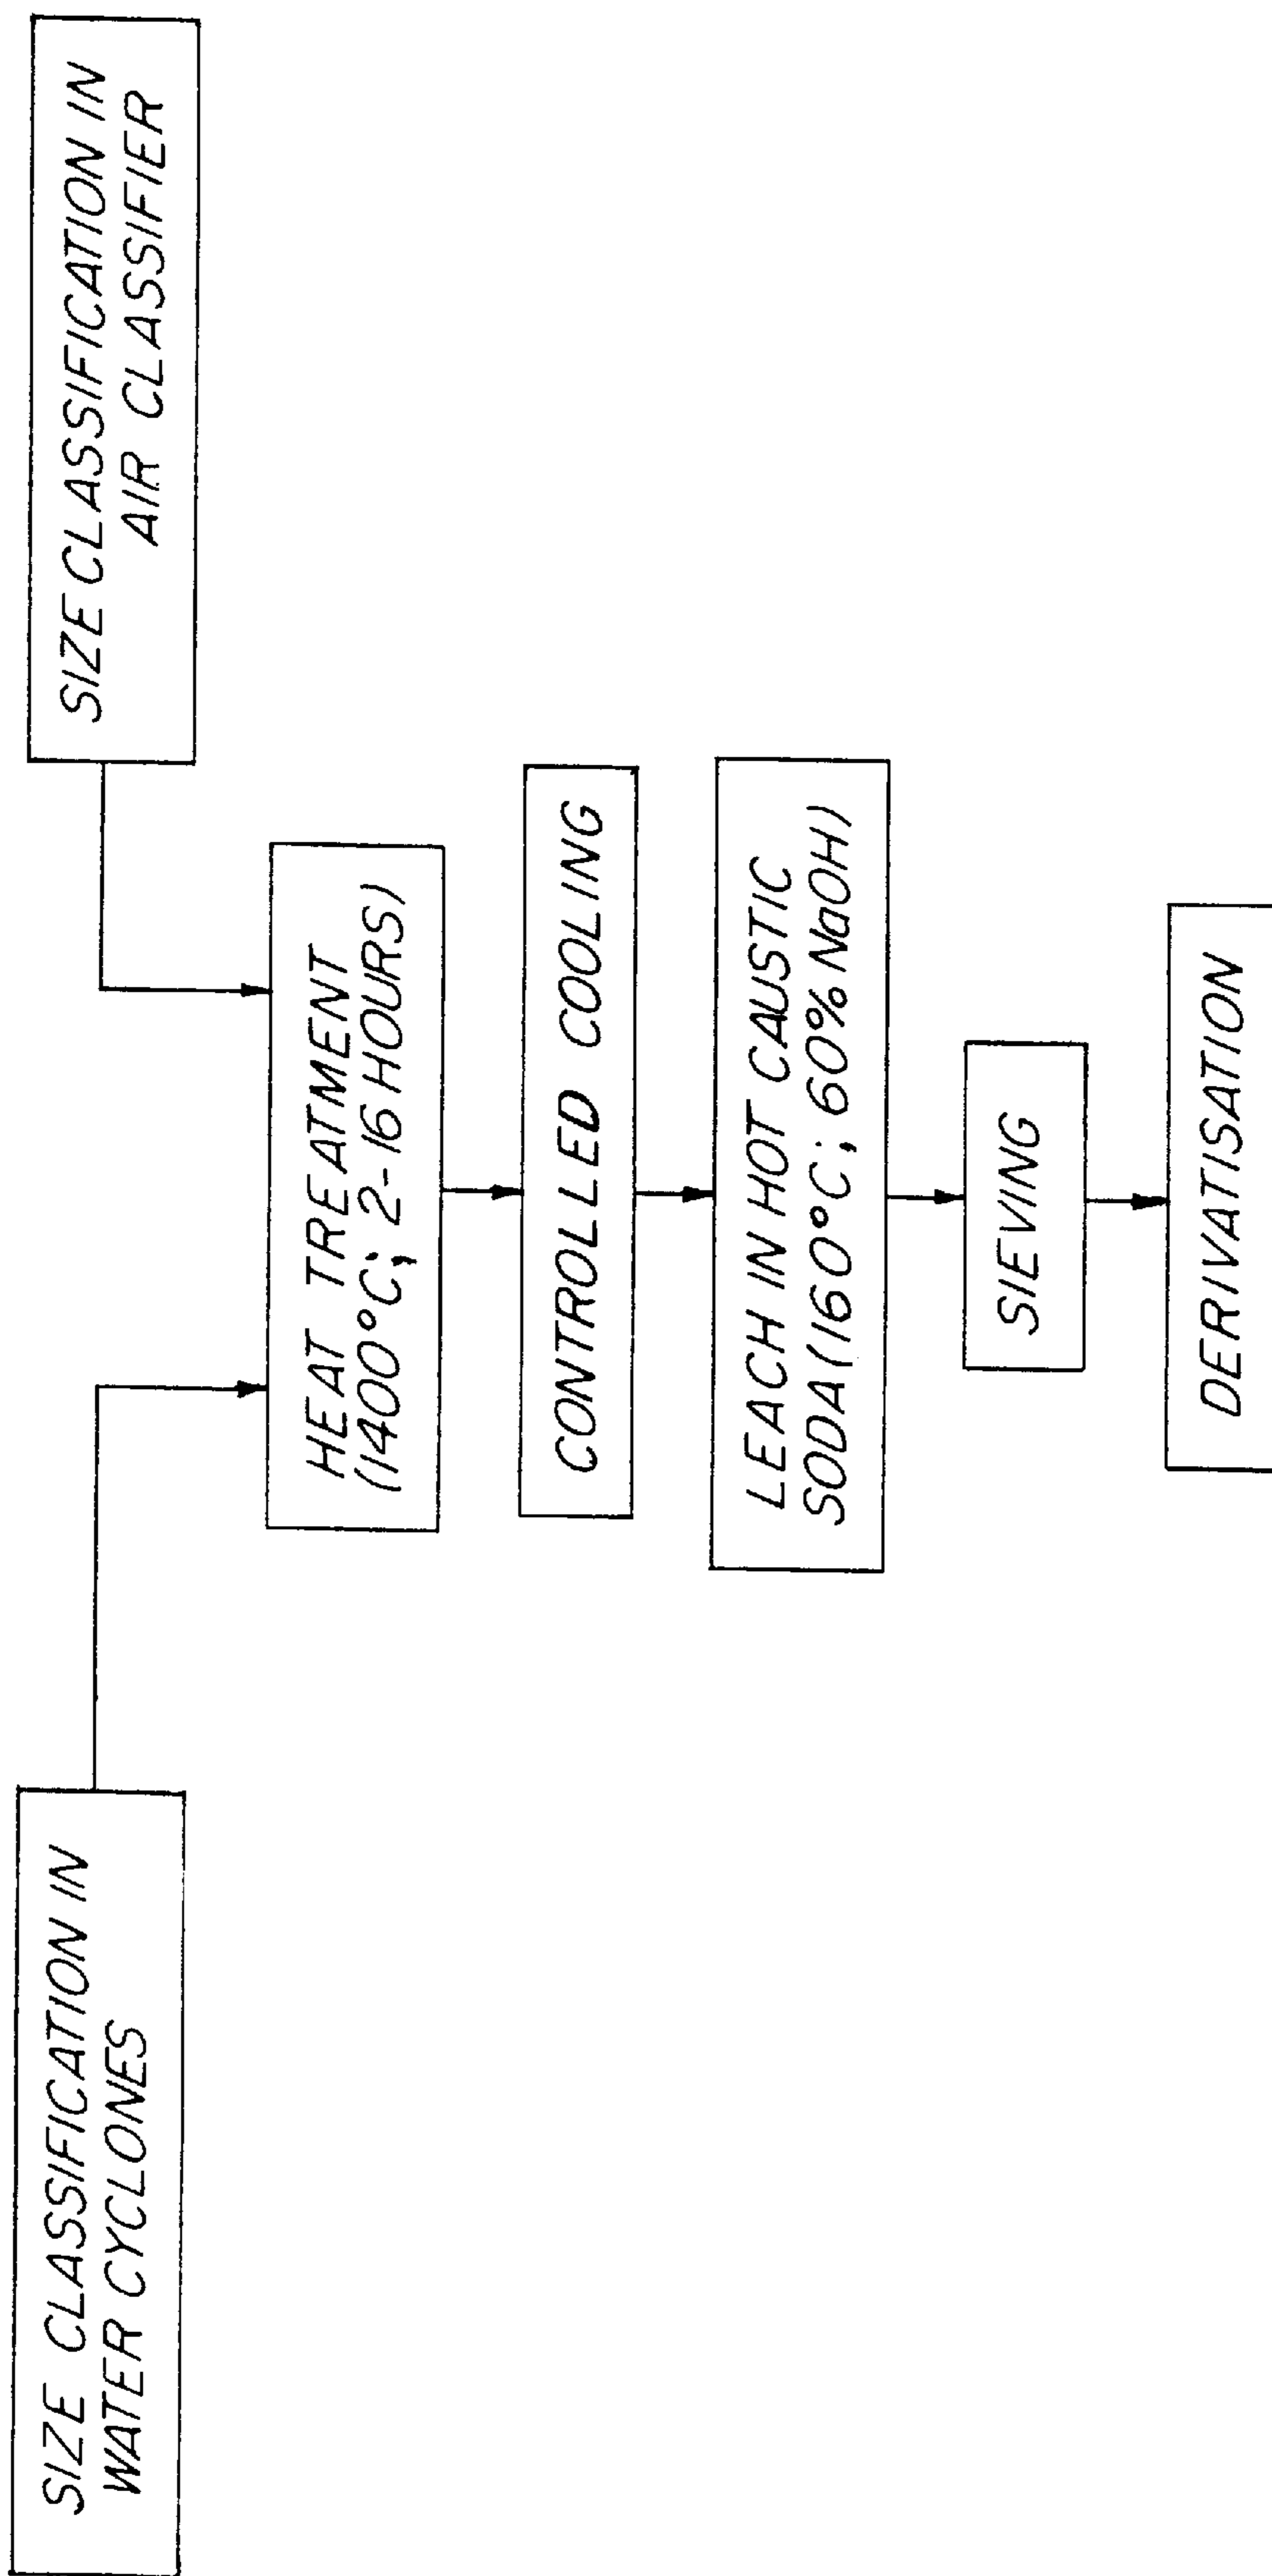 SIZE CLASSIFICATION IN
WATER CYCLONES
SIZE CLASSIFICATION IN
AIR CLASSIFIER
HEAT TREATMENT
(1400°C; 2-16 HOURS)
CONTROLLED COOLING
LEACH IN HOT CAUSTIC
SODA (160°C; 60% NaOH)
SIEVING
DERIVATISATION